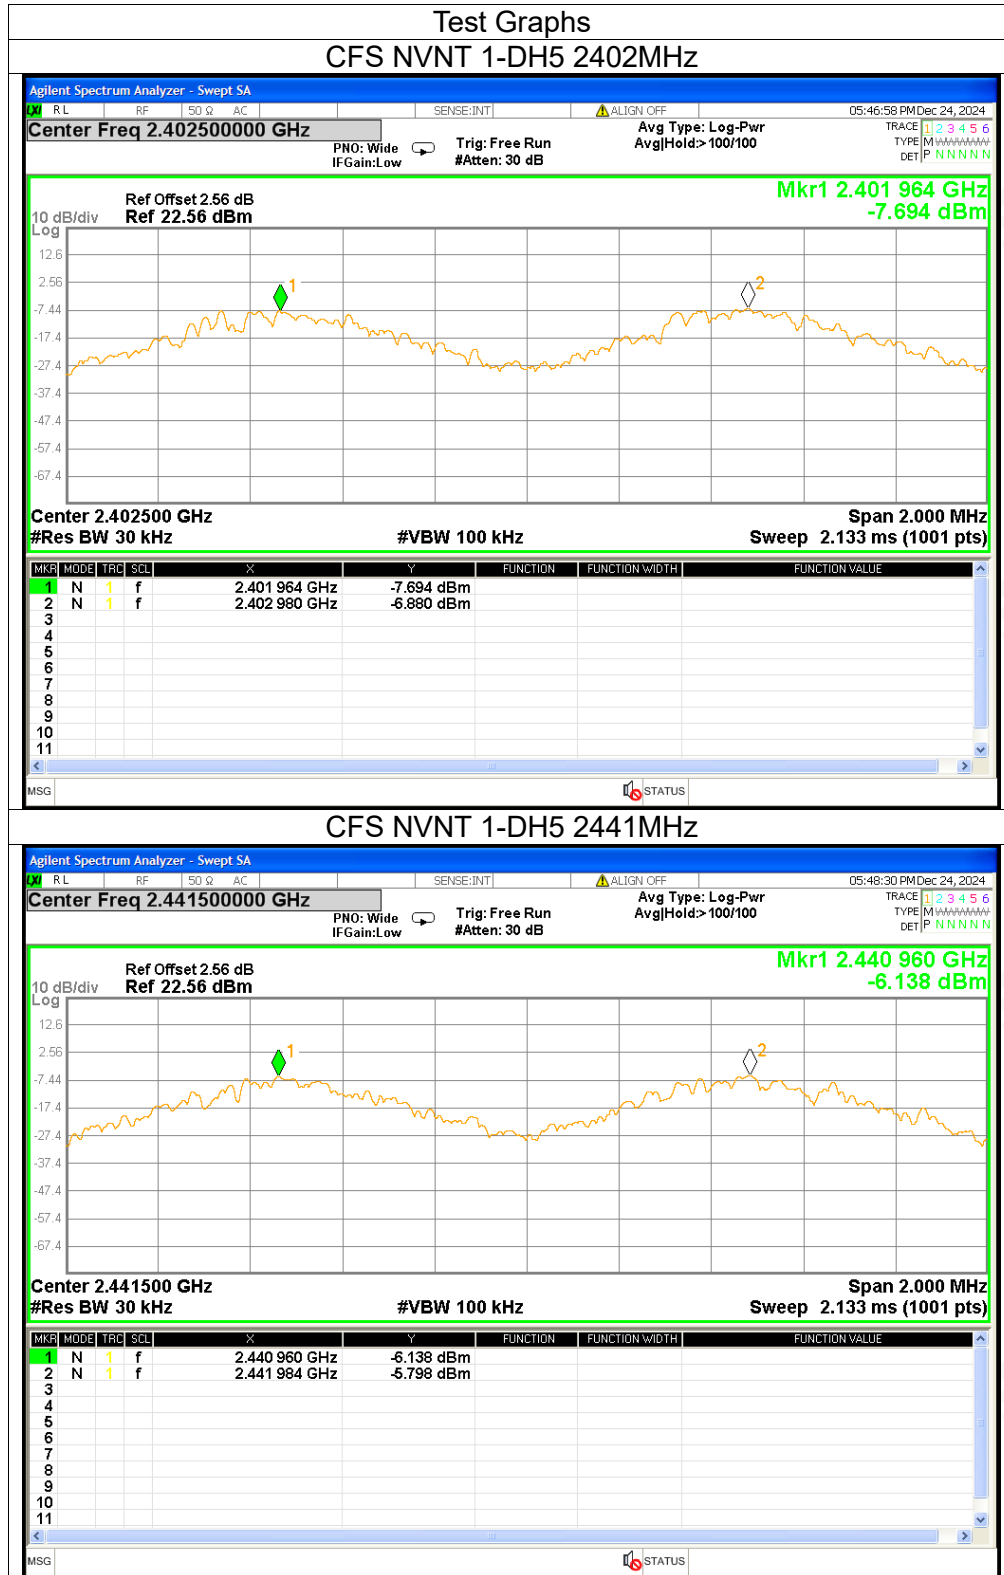 Test Graphs
CFS NVNT 1-DH5 2402MHz
Agilent Spectrum Analyzer - Swept SA
LXI RL RF 50 Ω AC SENSE:INT ALIGN OFF 05:46:58 PM Dec 24, 2024
Center Freq 2.402500000 GHz
PNO: Wide Trig: Free Run Avg Type: Log-Pwr TRACE 1 2 3 4 5 6
IFGain:Low #Atten: 30 dB Avg|Hold:>100/100 TYPE M WWWWW
DET P N N N N N
Mkr1 2.401 964 GHz
-7.694 dBm
Ref Offset 2.56 dB
10 dB/div Ref 22.56 dBm
Log
12.6
2.56
-7.44
-17.4
-27.4
-37.4
-47.4
-57.4
-67.4
1
2
Center 2.402500 GHz Span 2.000 MHz
#Res BW 30 kHz #VBW 100 kHz Sweep 2.133 ms (1001 pts)
MKR MODE TRC SCL X Y FUNCTION FUNCTION WIDTH FUNCTION VALUE
1 N 1 f 2.401 964 GHz -7.694 dBm
2 N 1 f 2.402 980 GHz -6.880 dBm
3
4
5
6
7
8
9
10
11
MSG STATUS
CFS NVNT 1-DH5 2441MHz
Agilent Spectrum Analyzer - Swept SA
LXI RL RF 50 Ω AC SENSE:INT ALIGN OFF 05:48:30 PM Dec 24, 2024
Center Freq 2.441500000 GHz
PNO: Wide Trig: Free Run Avg Type: Log-Pwr TRACE 1 2 3 4 5 6
IFGain:Low #Atten: 30 dB Avg|Hold:>100/100 TYPE M WWWWW
DET P N N N N N
Mkr1 2.440 960 GHz
-6.138 dBm
Ref Offset 2.56 dB
10 dB/div Ref 22.56 dBm
Log
12.6
2.56
-7.44
-17.4
-27.4
-37.4
-47.4
-57.4
-67.4
1
2
Center 2.441500 GHz Span 2.000 MHz
#Res BW 30 kHz #VBW 100 kHz Sweep 2.133 ms (1001 pts)
MKR MODE TRC SCL X Y FUNCTION FUNCTION WIDTH FUNCTION VALUE
1 N 1 f 2.440 960 GHz -6.138 dBm
2 N 1 f 2.441 984 GHz -5.798 dBm
3
4
5
6
7
8
9
10
11
MSG STATUS